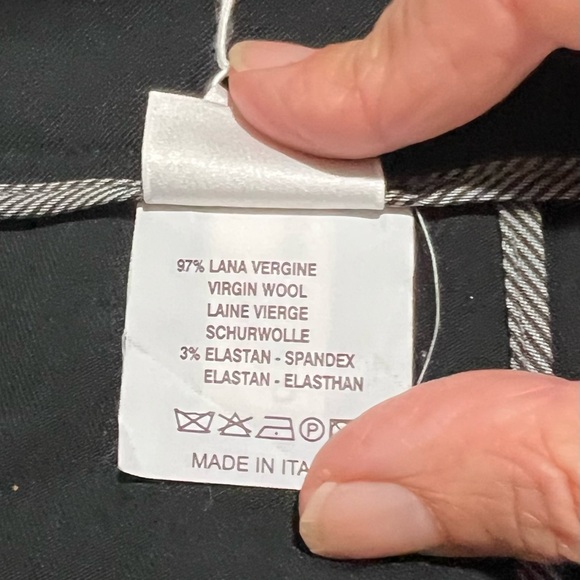 97% LANA VERGINE
VIRGIN WOOL
LAINE VIERGE
SCHURWOLLE
3% ELASTAN - SPANDEX
ELASTAN - ELASTHAN
P
MADE IN ITA